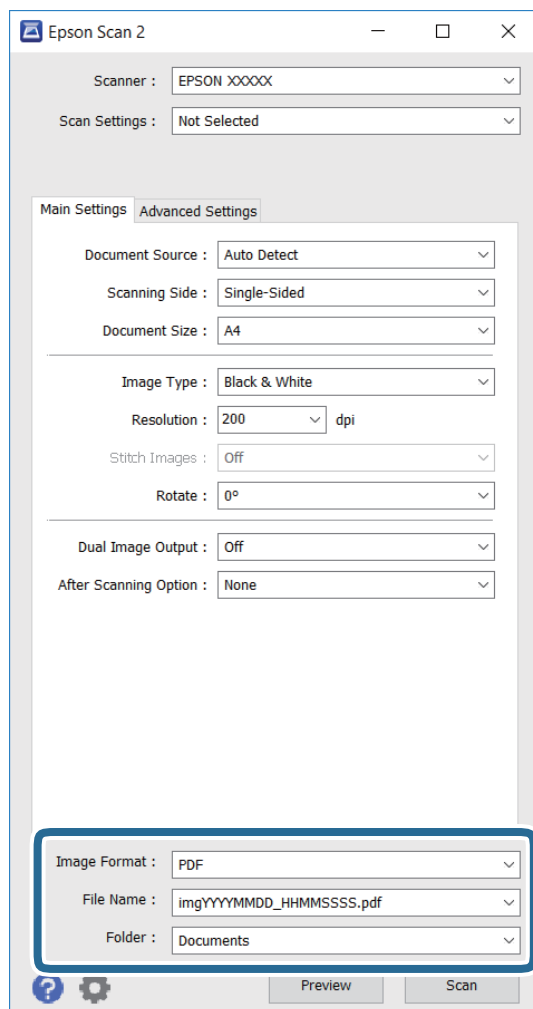 Epson Scan 2
Scanner : EPSON XXXXX
Scan Settings : Not Selected
Main Settings Advanced Settings
Document Source : Auto Detect
Scanning Side : Single-Sided
Document Size : A4
Image Type : Black & White
Resolution : 200 dpi
Stitch Images : Off
Rotate : 0°
Dual Image Output : Off
After Scanning Option : None
Image Format : PDF
File Name : imgYYYYMMDD_HHMMSSSS.pdf
Folder : Documents
? Preview Scan